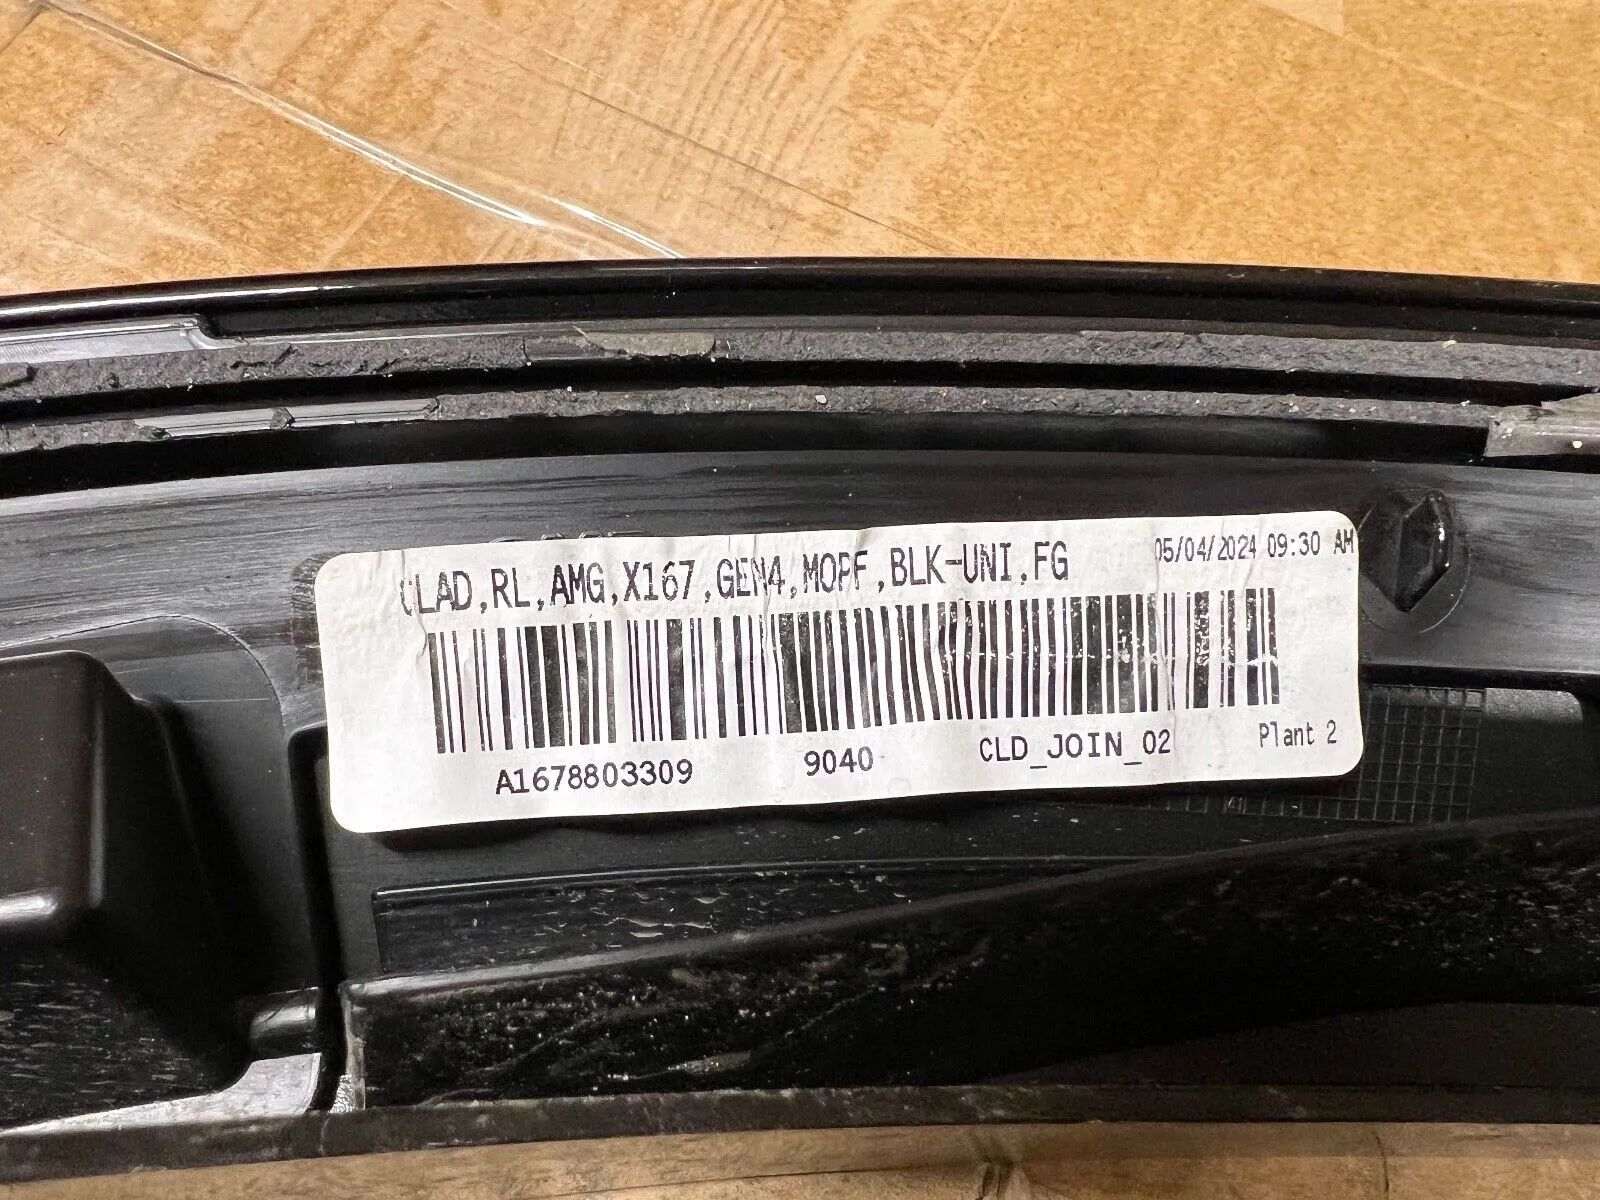 CLAD,RL,AMG,X167,GEN4,MOPF,BLK-UNI,FG 05/04/2024 09:30 AM
A1678803309 9040 CLD_JOIN_02 Plant 2